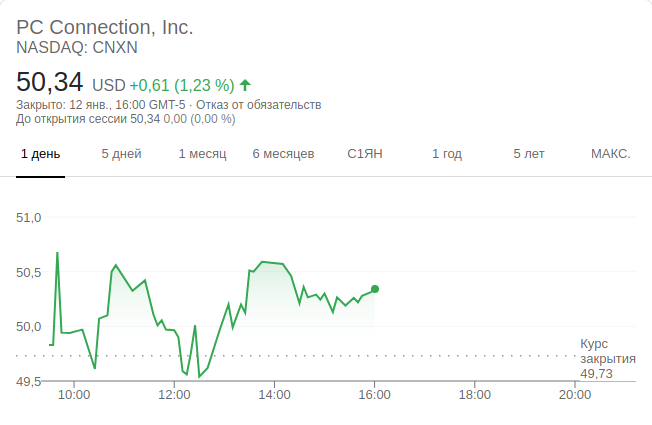 PC Connection, Inc.
NASDAQ: CNXN
50,34 USD +0,61 (1,23 %)
Закрыто: 12 янв., 16:00 GMT-5 · Отказ от обязательств
До открытия сессии 50,34 0,00 (0,00 %)
1 день 5 дней 1 месяц 6 месяцев С1ЯН 1 год 5 лет МАКС.
51,0
50,5
50,0
Курс
закрытия
49,73
49,5
10:00 12:00 14:00 16:00 18:00 20:00